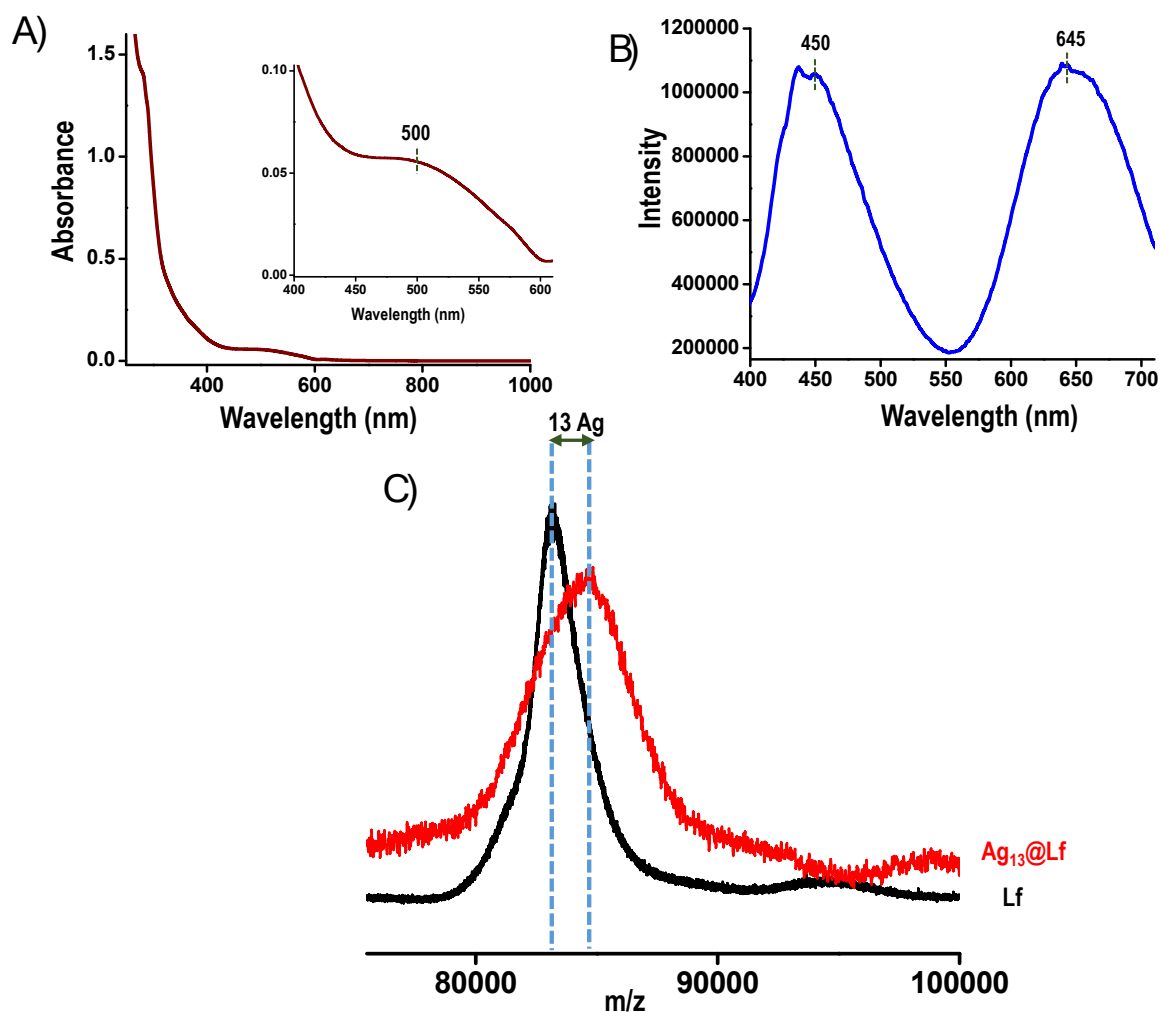 A)
1.5
1.0
0.5
0.0
Absorbance
400
600
800
1000
Wavelength (nm)
0.10
0.05
0.00
500
400
450
500
550
600
Wavelength (nm)
B)
1200000
1000000
800000
600000
400000
200000
Intensity
450
645
400
450
500
550
600
650
700
Wavelength (nm)
C)
13 Ag
Ag₁₃@Lf
Lf
80000
90000
100000
m/z